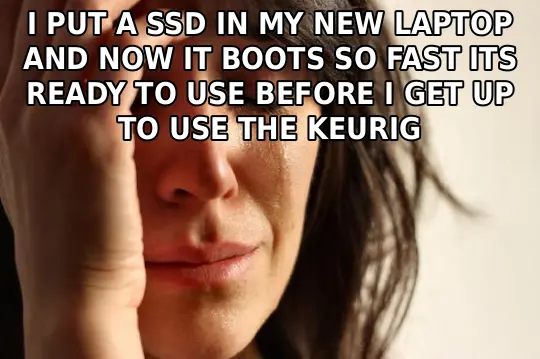 I PUT A SSD IN MY NEW LAPTOP
AND NOW IT BOOTS SO FAST ITS
READY TO USE BEFORE I GET UP
TO USE THE KEURIG